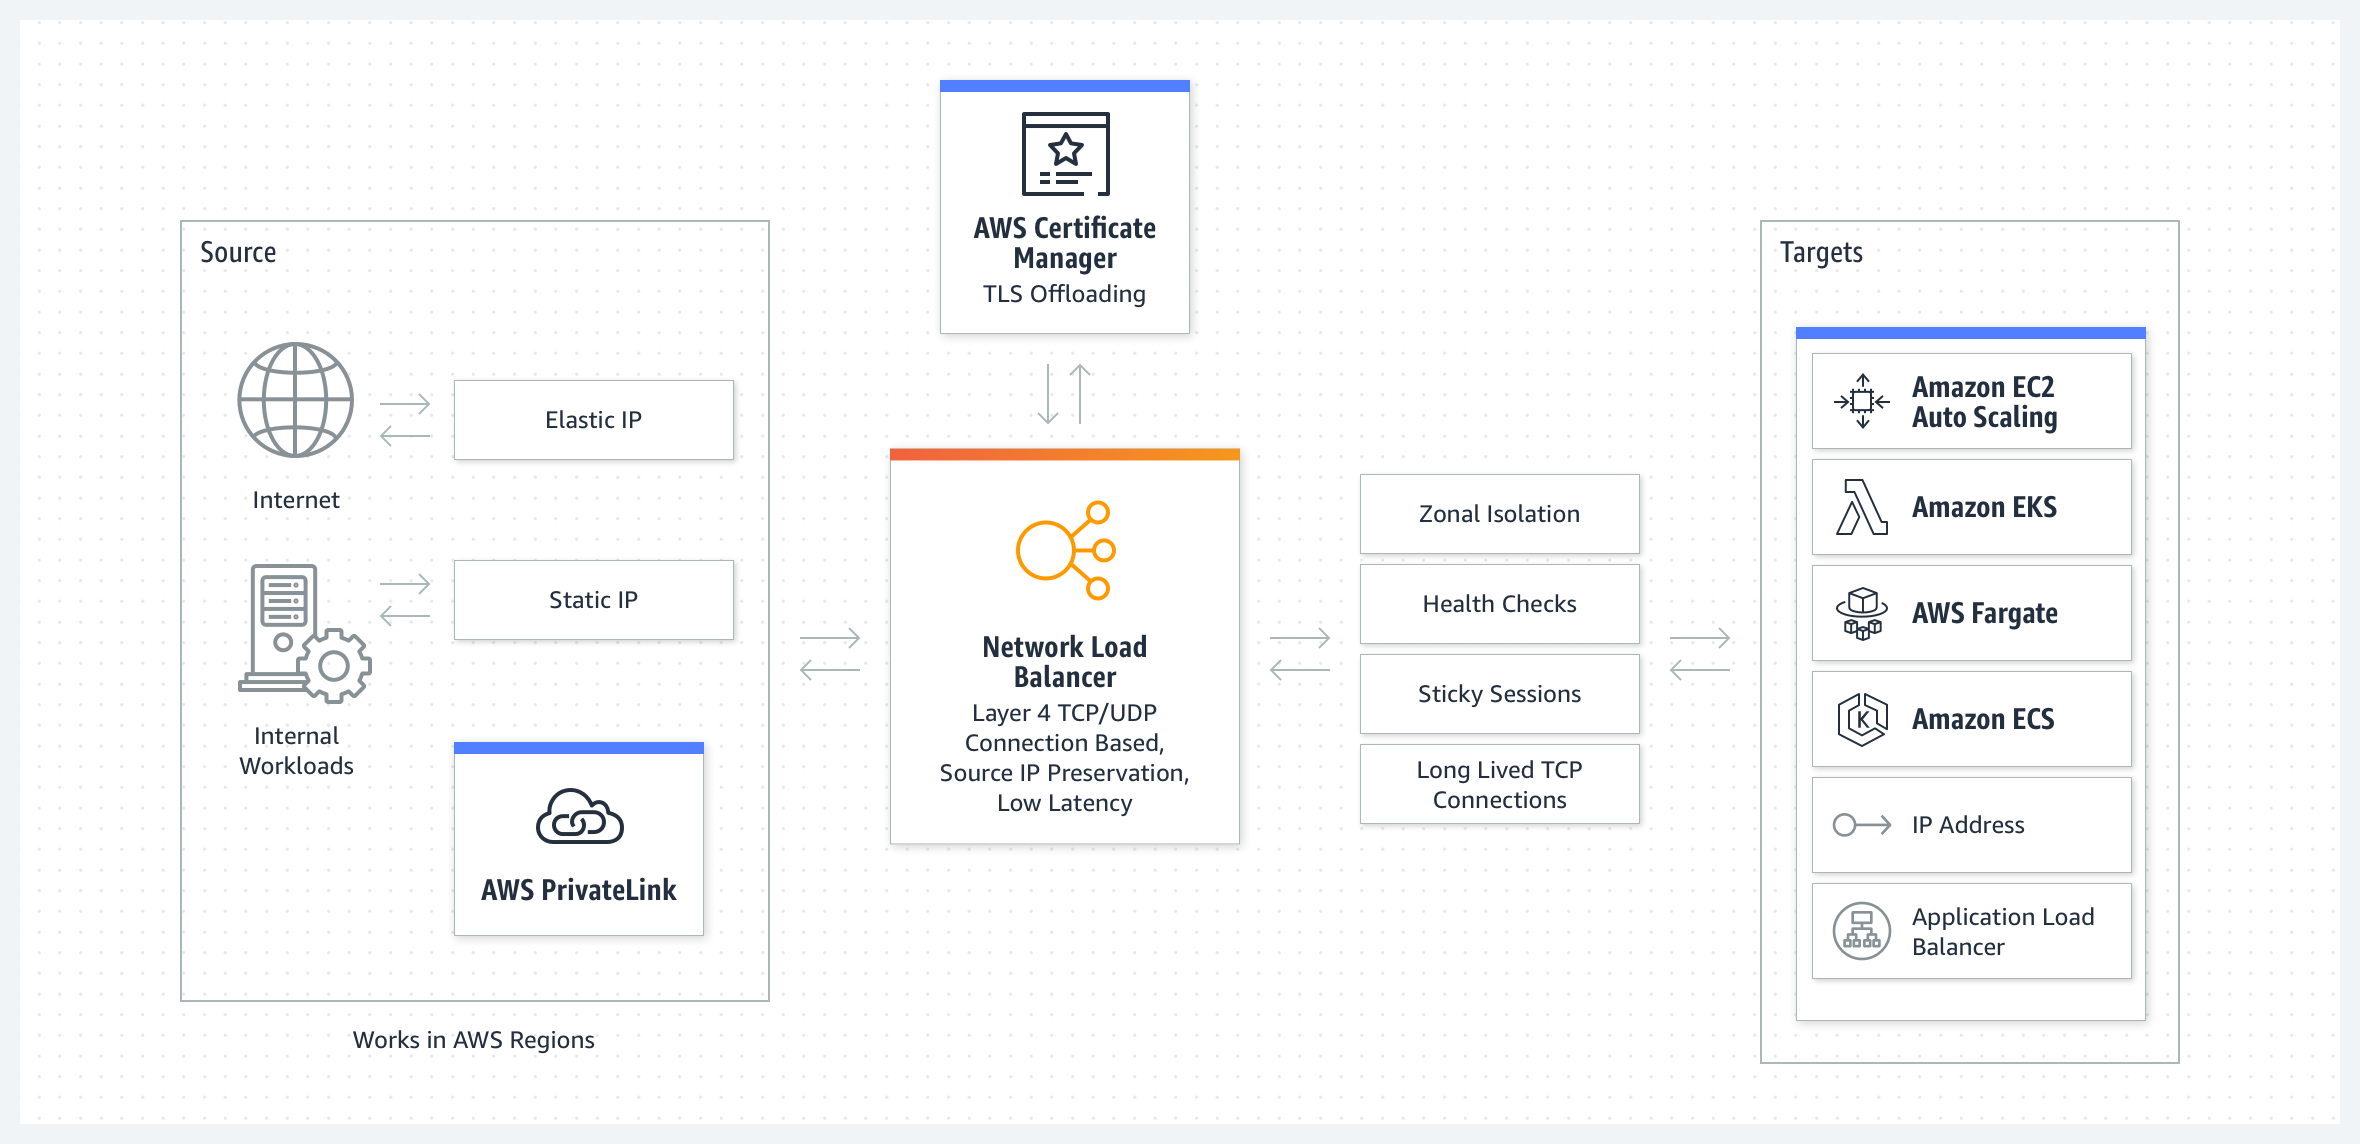 Source
Internet
Elastic IP
Internal
Workloads
Static IP
AWS PrivateLink
Works in AWS Regions
AWS Certificate
Manager
TLS Offloading
Network Load
Balancer
Layer 4 TCP/UDP
Connection Based,
Source IP Preservation,
Low Latency
Zonal Isolation
Health Checks
Sticky Sessions
Long Lived TCP
Connections
Targets
Amazon EC2
Auto Scaling
Amazon EKS
AWS Fargate
K
Amazon ECS
IP Address
Application Load
Balancer